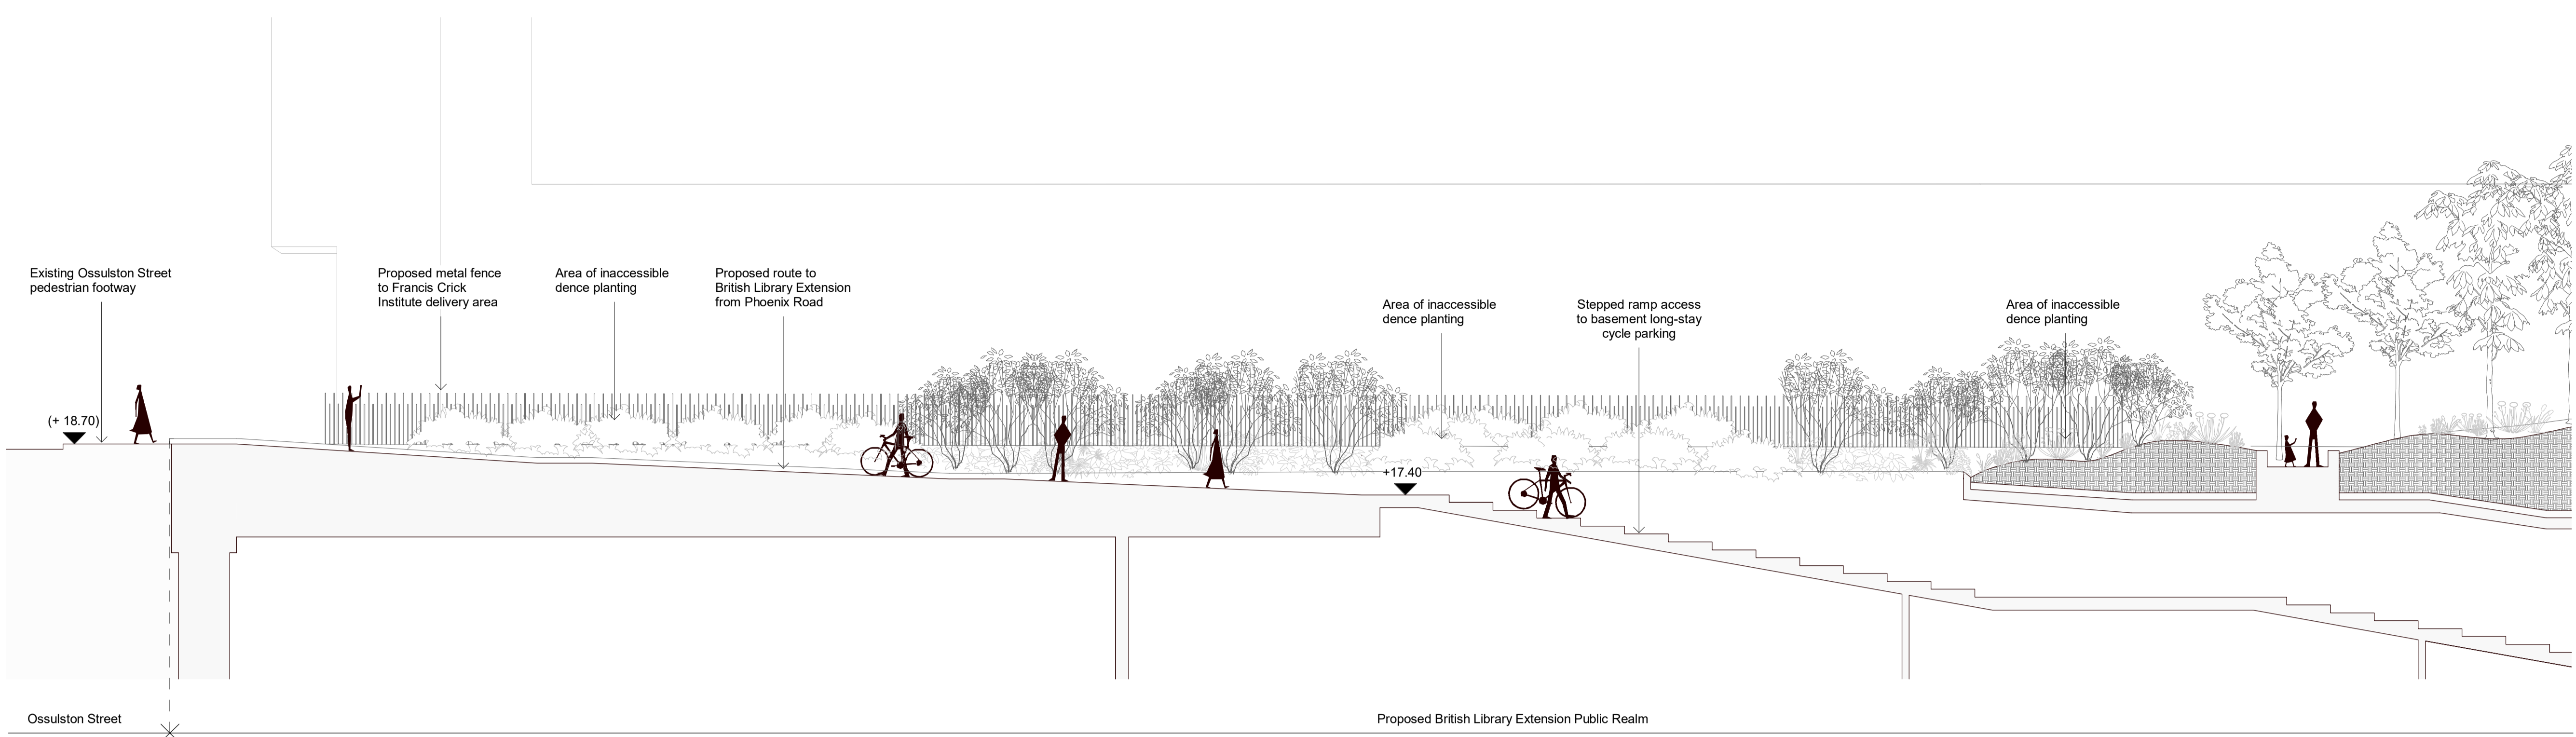 Existing Ossulston Street
pedestrian footway
Proposed metal fence
to Francis Crick
Institute delivery area
Area of inaccessible
dence planting
Proposed route to
British Library Extension
from Phoenix Road
Area of inaccessible
dence planting
Stepped ramp access
to basement long-stay
cycle parking
Area of inaccessible
dence planting
(+ 18.70)
+17.40
Ossulston Street
Proposed British Library Extension Public Realm